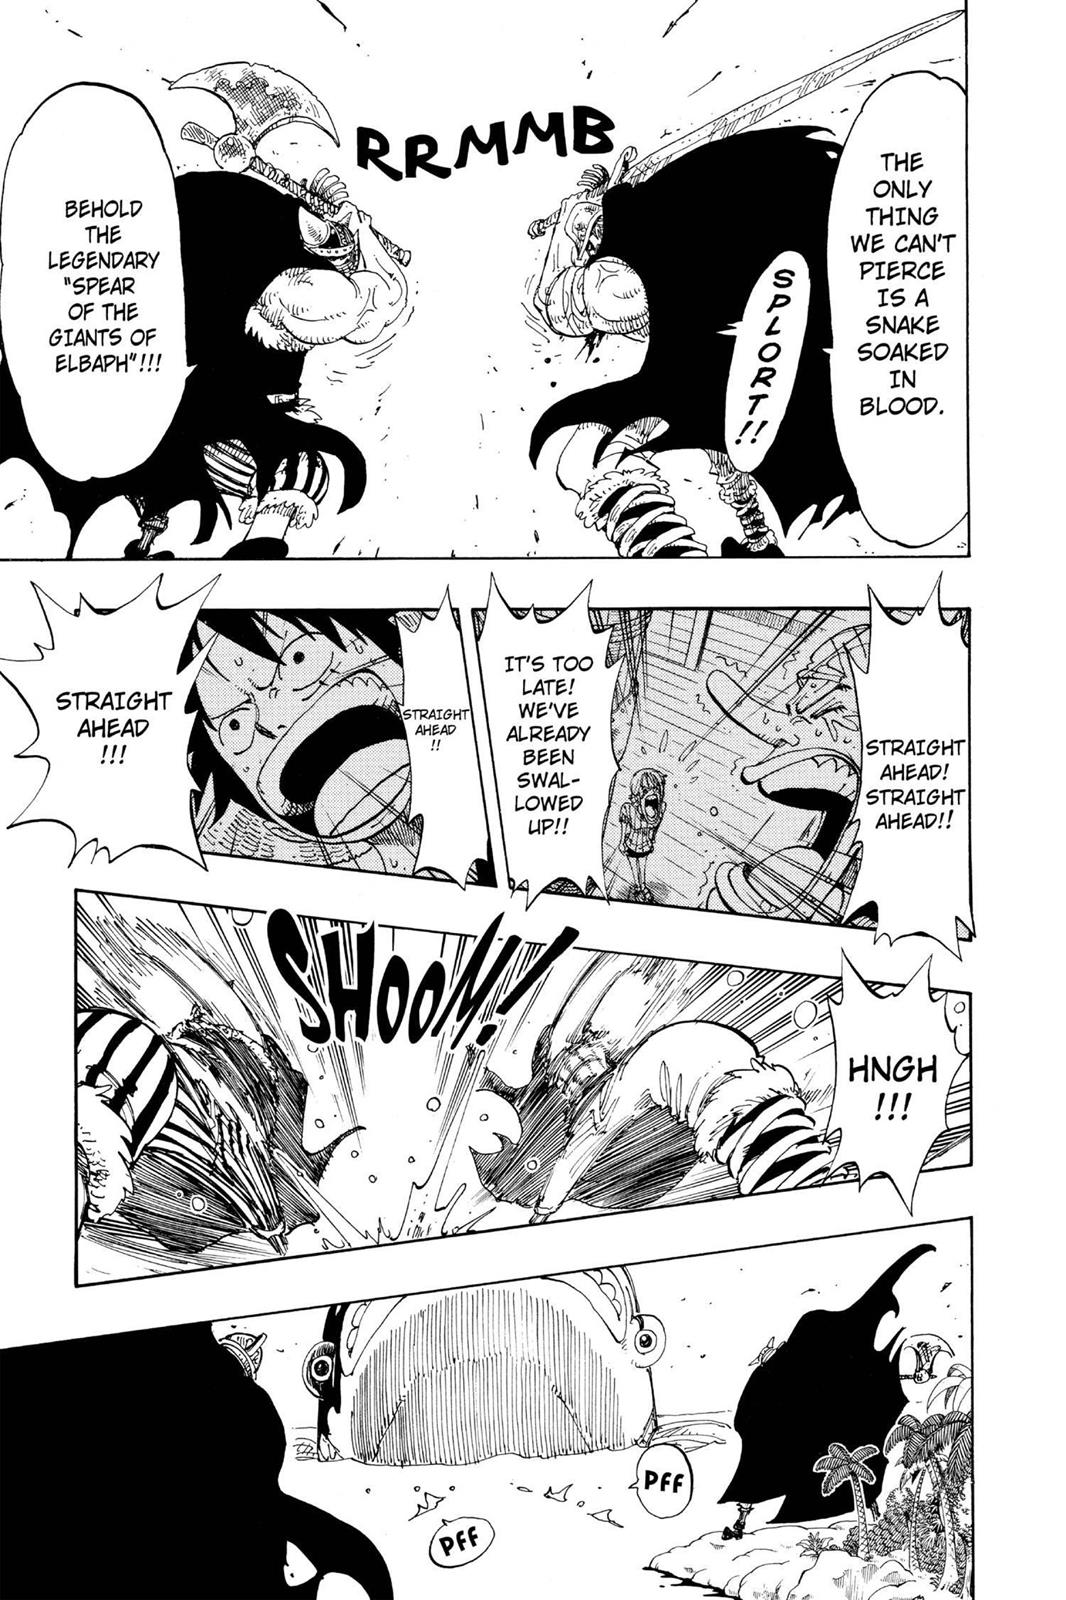 THE
ONLY
THING
WE CAN'T
PIERCE
IS A
SNAKE
SOAKED
IN
BLOOD.
SPLORT!!
RRMMB
BEHOLD
THE
LEGENDARY
"SPEAR
OF THE
GIANTS OF
ELBAPH"!!!
STRAIGHT
AHEAD!
STRAIGHT
AHEAD!!
IT'S TOO
LATE!
WE'VE
ALREADY
BEEN
SWAL-
LOWED
UP!!
STRAIGHT
AHEAD
!!
STRAIGHT
AHEAD
!!!
HNGH
!!!
SHOOM!
PFF
PFF